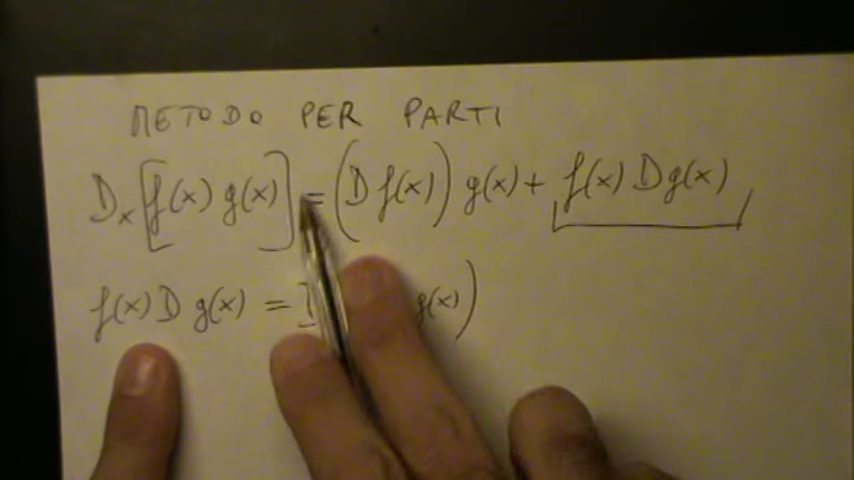 METODO PER PARTI
Dx[f(x) g(x)] = (D f(x)) g(x) + f(x) D g(x)
f(x) D g(x) = D g(x))